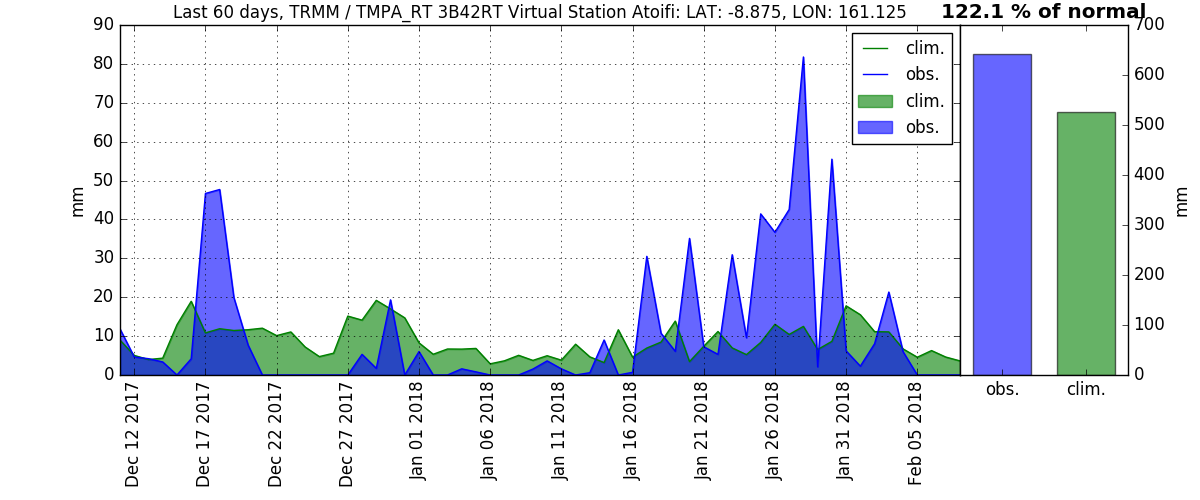 Last 60 days, TRMM / TMPA_RT 3B42RT Virtual Station Atoifi: LAT: -8.875, LON: 161.125
122.1 % of normal
90
80
70
60
50
40
30
20
10
0
mm
clim.
obs.
clim.
obs.
Dec 12 2017
Dec 17 2017
Dec 22 2017
Dec 27 2017
Jan 01 2018
Jan 06 2018
Jan 11 2018
Jan 16 2018
Jan 21 2018
Jan 26 2018
Jan 31 2018
Feb 05 2018
700
600
500
400
300
200
100
0
mm
obs.
clim.